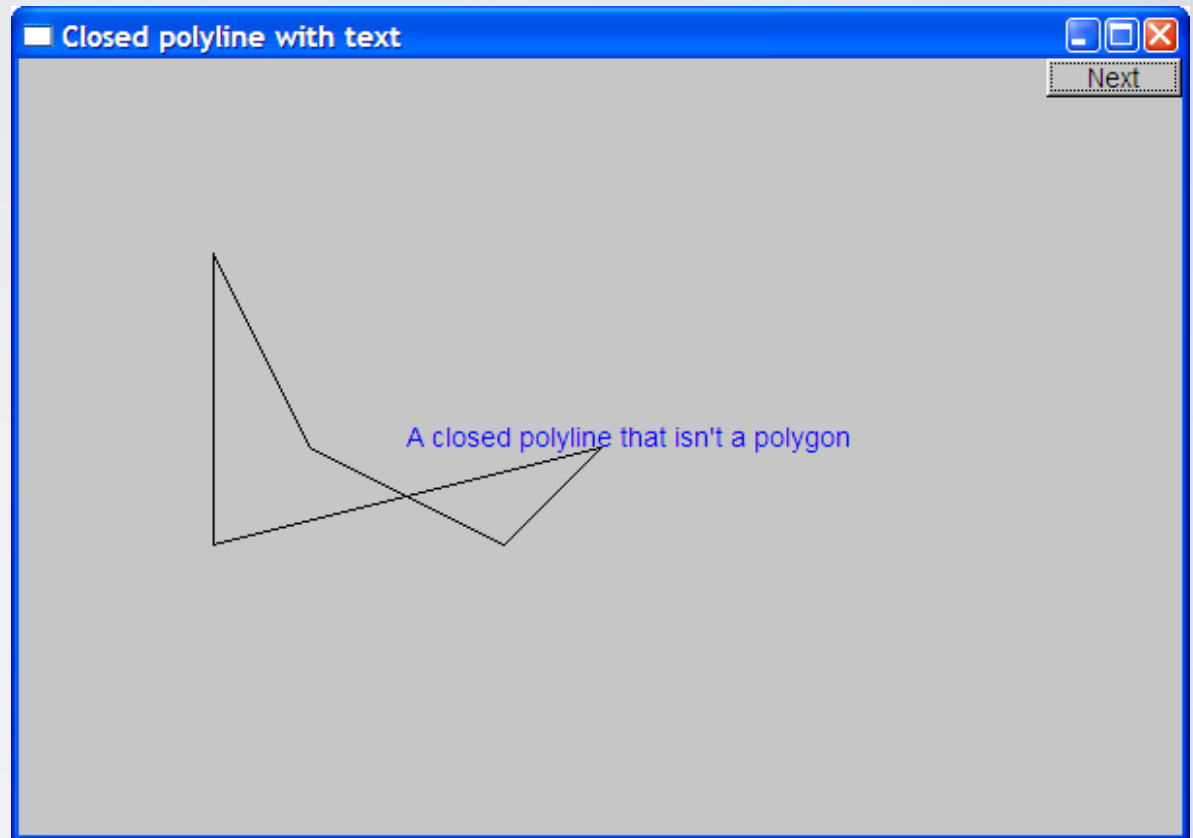 Closed polyline with text
Next
A closed polyline that isn't a polygon